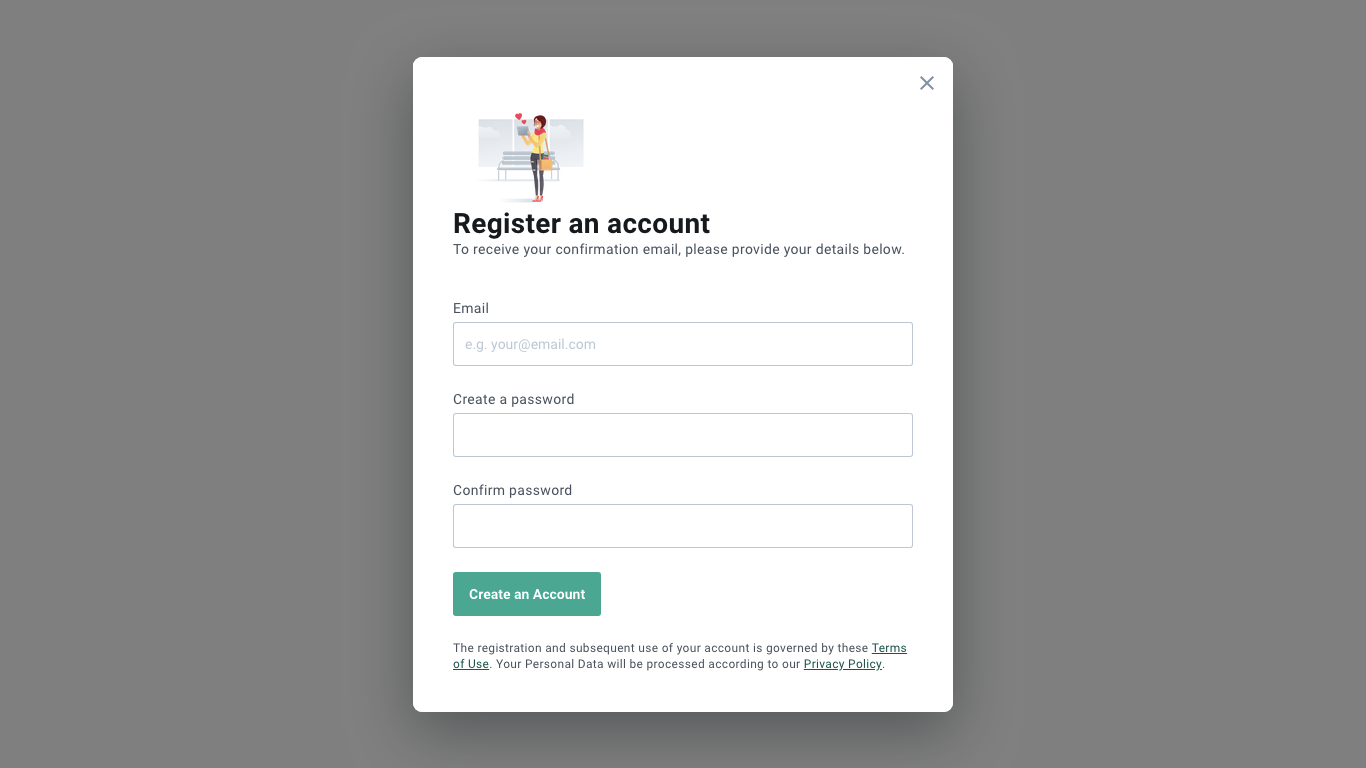 Register an account
To receive your confirmation email, please provide your details below.
Email
e.g. your@email.com
Create a password
Confirm password
Create an Account
The registration and subsequent use of your account is governed by these Terms
of Use. Your Personal Data will be processed according to our Privacy Policy.